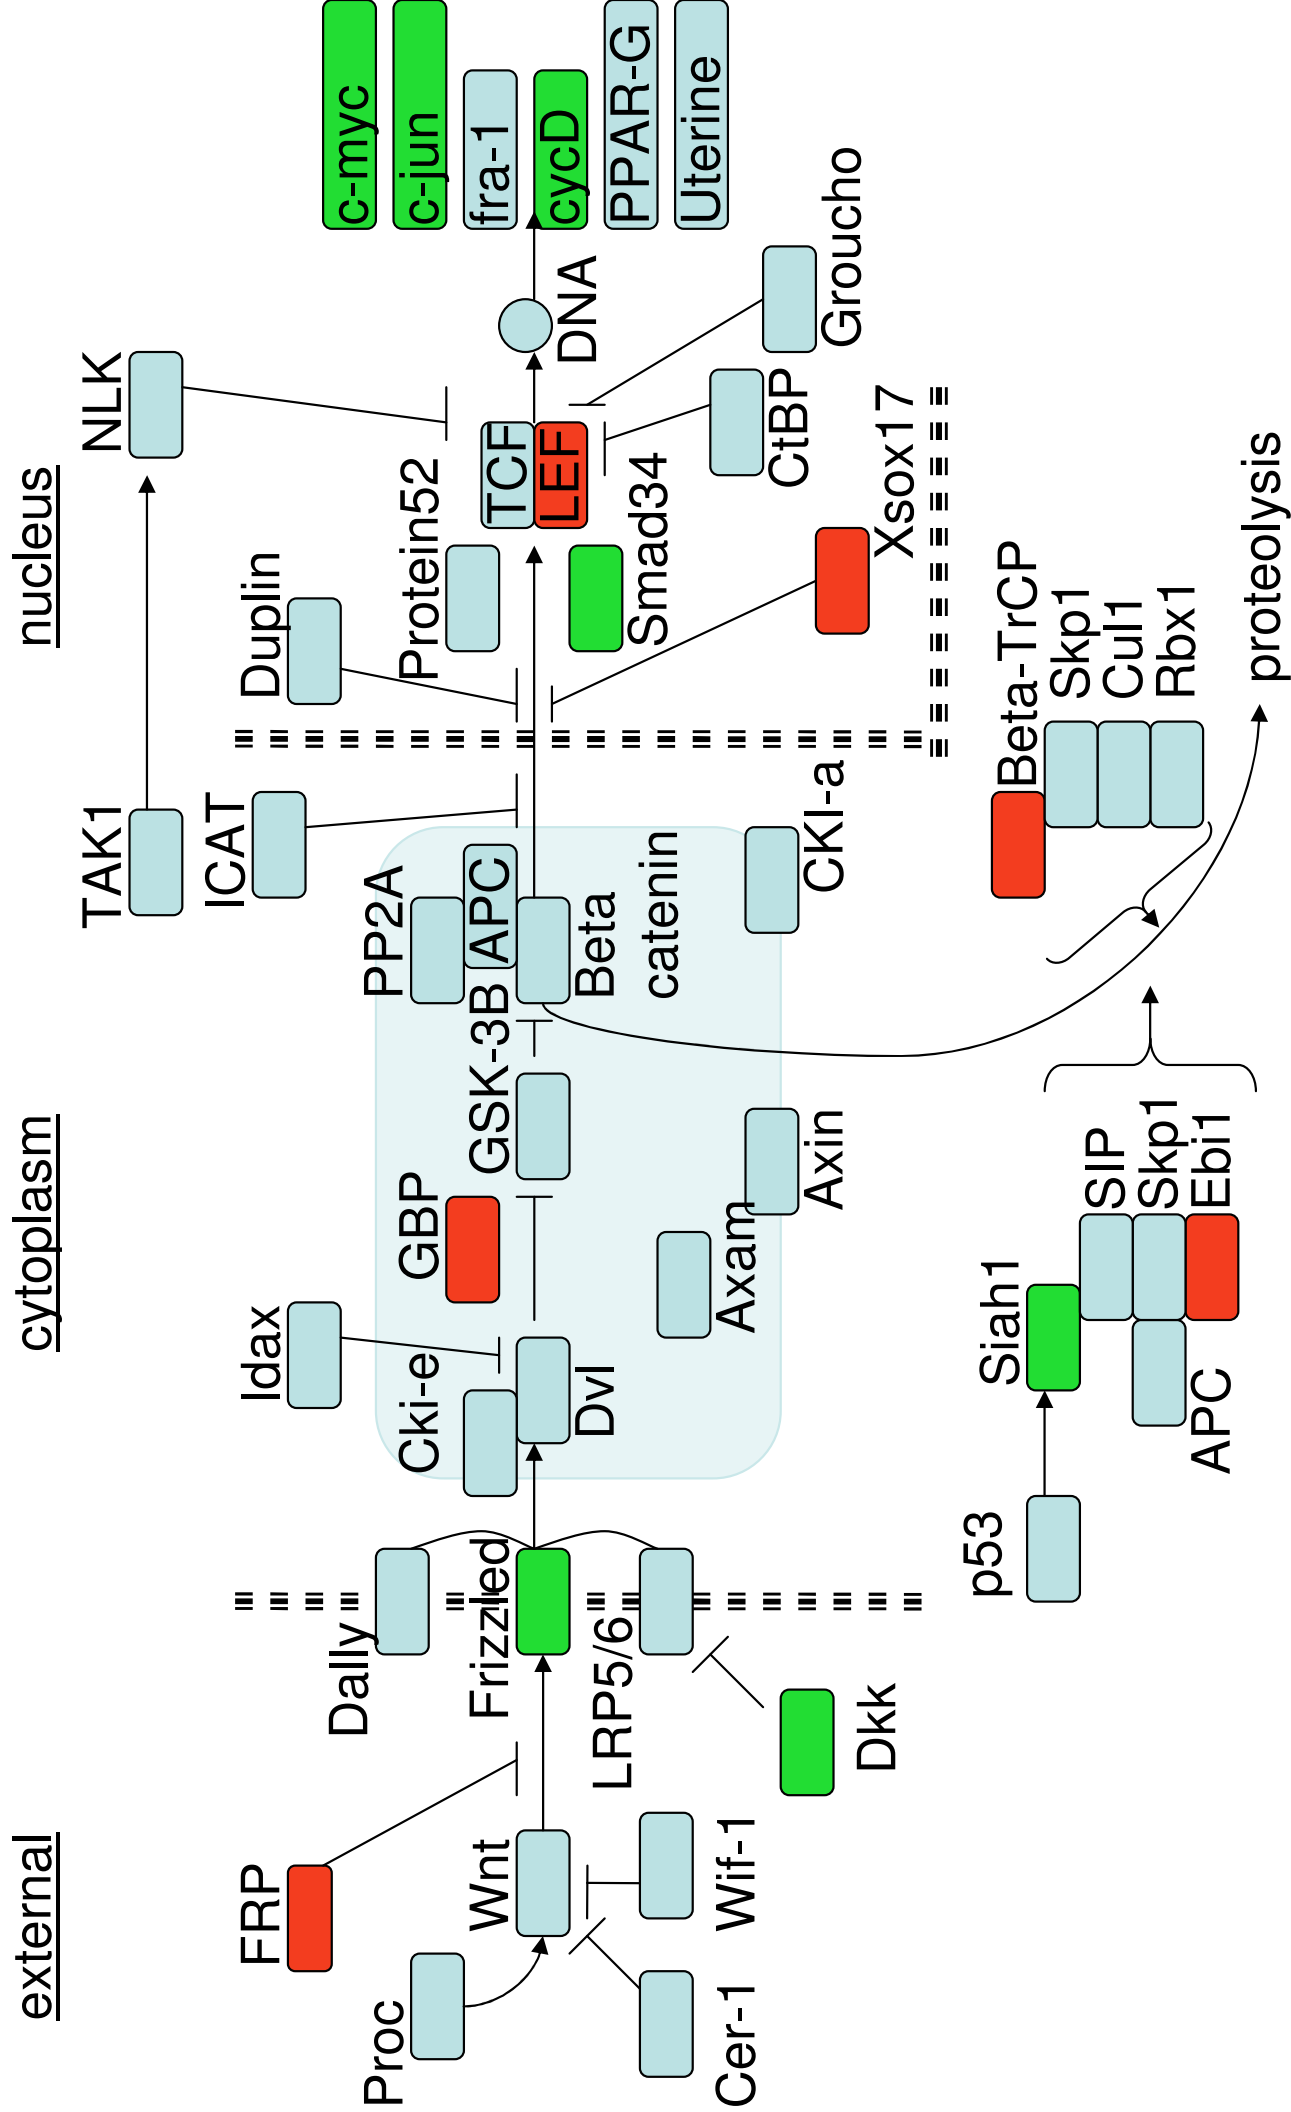 external
cytoplasm
nucleus
TAK1
NLK
FRP
Idax
ICAT
Duplin
c-myc
c-jun
fra-1
cycD
PPAR-G
Uterine
Dally
Proc
Cki-e
GBP
PP2A
Protein52
Wnt
Frizzled
GSK-3B
APC
TCF
LEF
DNA
Dvl
Beta
catenin
LRP5/6
Smad34
Cer-1
Wif-1
Axam
CtBP
Groucho
Dkk
Axin
CKI-a
Xsox17
p53
Siah1
SIP
Skp1
Ebi1
APC
Beta-TrCP
Skp1
Cul1
Rbx1
proteolysis